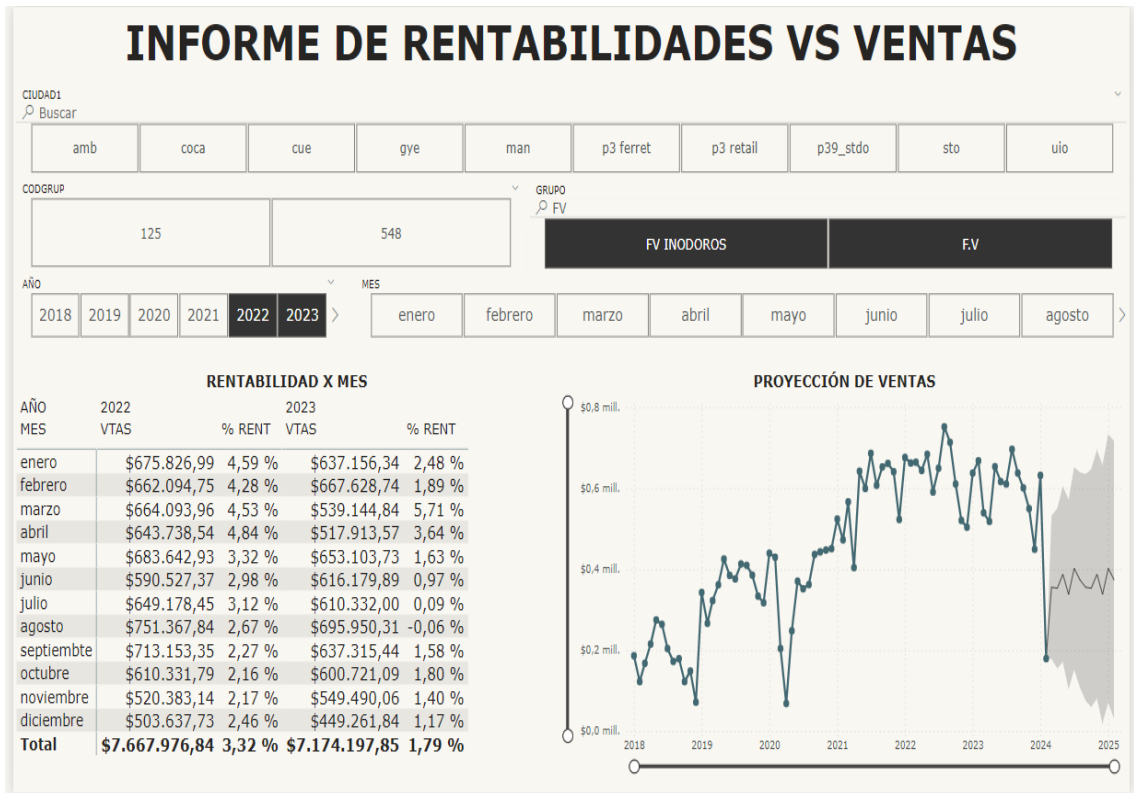 INFORME DE RENTABILIDADES VS VENTAS
CIUDAD1
Buscar
amb coca cue gye man p3 ferret p3 retail p39_stdo sto uio
CODGRUP GRUPO
FV
125 548 FV INODOROS F.V
AÑO MES
2018 2019 2020 2021 2022 2023 enero febrero marzo abril mayo junio julio agosto
RENTABILIDAD X MES
AÑO 2022 2023
MES VTAS % RENT VTAS % RENT
enero $675.826,99 4,59 % $637.156,34 2,48 %
febrero $662.094,75 4,28 % $667.628,74 1,89 %
marzo $664.093,96 4,53 % $539.144,84 5,71 %
abril $643.738,54 4,84 % $517.913,57 3,64 %
mayo $683.642,93 3,32 % $653.103,73 1,63 %
junio $590.527,37 2,98 % $616.179,89 0,97 %
julio $649.178,45 3,12 % $610.332,00 0,09 %
agosto $751.367,84 2,67 % $695.950,31 -0,06 %
septiembte $713.153,35 2,27 % $637.315,44 1,58 %
octubre $610.331,79 2,16 % $600.721,09 1,80 %
noviembre $520.383,14 2,17 % $549.490,06 1,40 %
diciembre $503.637,73 2,46 % $449.261,84 1,17 %
Total $7.667.976,84 3,32 % $7.174.197,85 1,79 %
PROYECCIÓN DE VENTAS
$0,8 mill.
$0,6 mill.
$0,4 mill.
$0,2 mill.
$0,0 mill.
2018 2019 2020 2021 2022 2023 2024 2025